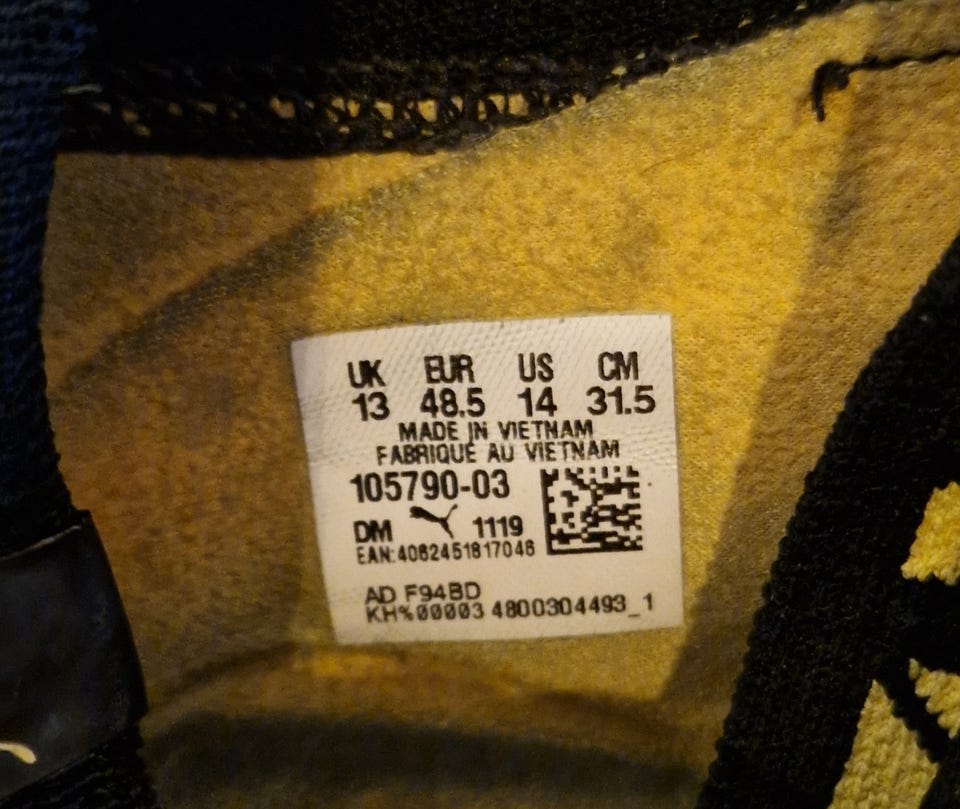 UK EUR US CM
13 48.5 14 31.5
MADE IN VIETNAM
FABRIQUÉ AU VIETNAM
105790-03
DM 1119
EAN:4062451817046
AD F94BD
KH%00003 4800304493_1